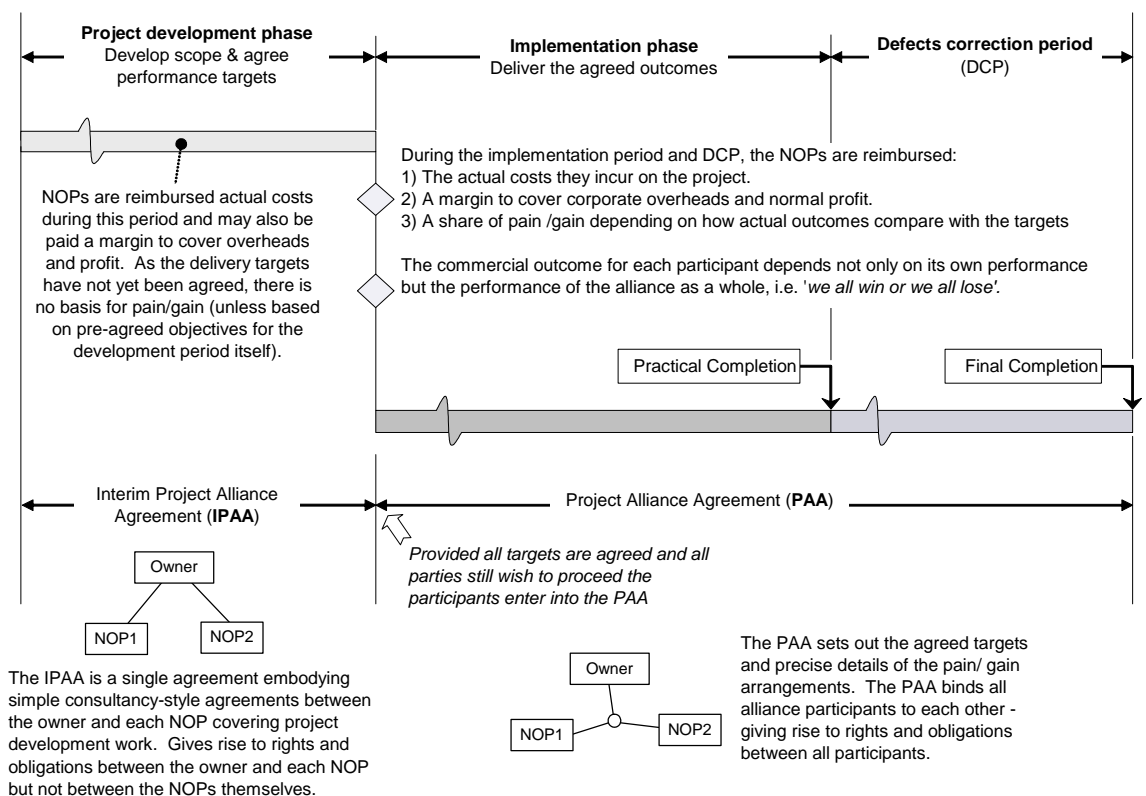 Project development phase
Develop scope & agree
performance targets
Implementation phase
Deliver the agreed outcomes
Defects correction period
(DCP)
NOPs are reimbursed actual costs
during this period and may also be
paid a margin to cover overheads
and profit. As the delivery targets
have not yet been agreed, there is
no basis for pain/gain (unless based
on pre-agreed objectives for the
development period itself).
During the implementation period and DCP, the NOPs are reimbursed:
1) The actual costs they incur on the project.
2) A margin to cover corporate overheads and normal profit.
3) A share of pain /gain depending on how actual outcomes compare with the targets
The commercial outcome for each participant depends not only on its own performance
but the performance of the alliance as a whole, i.e. 'we all win or we all lose'.
Practical Completion
Final Completion
Interim Project Alliance
Agreement (IPAA)
Project Alliance Agreement (PAA)
Provided all targets are agreed and all
parties still wish to proceed the
participants enter into the PAA
Owner
NOP1
NOP2
The IPAA is a single agreement embodying
simple consultancy-style agreements between
the owner and each NOP covering project
development work. Gives rise to rights and
obligations between the owner and each NOP
but not between the NOPs themselves.
Owner
NOP1
NOP2
The PAA sets out the agreed targets
and precise details of the pain/ gain
arrangements. The PAA binds all
alliance participants to each other -
giving rise to rights and obligations
between all participants.